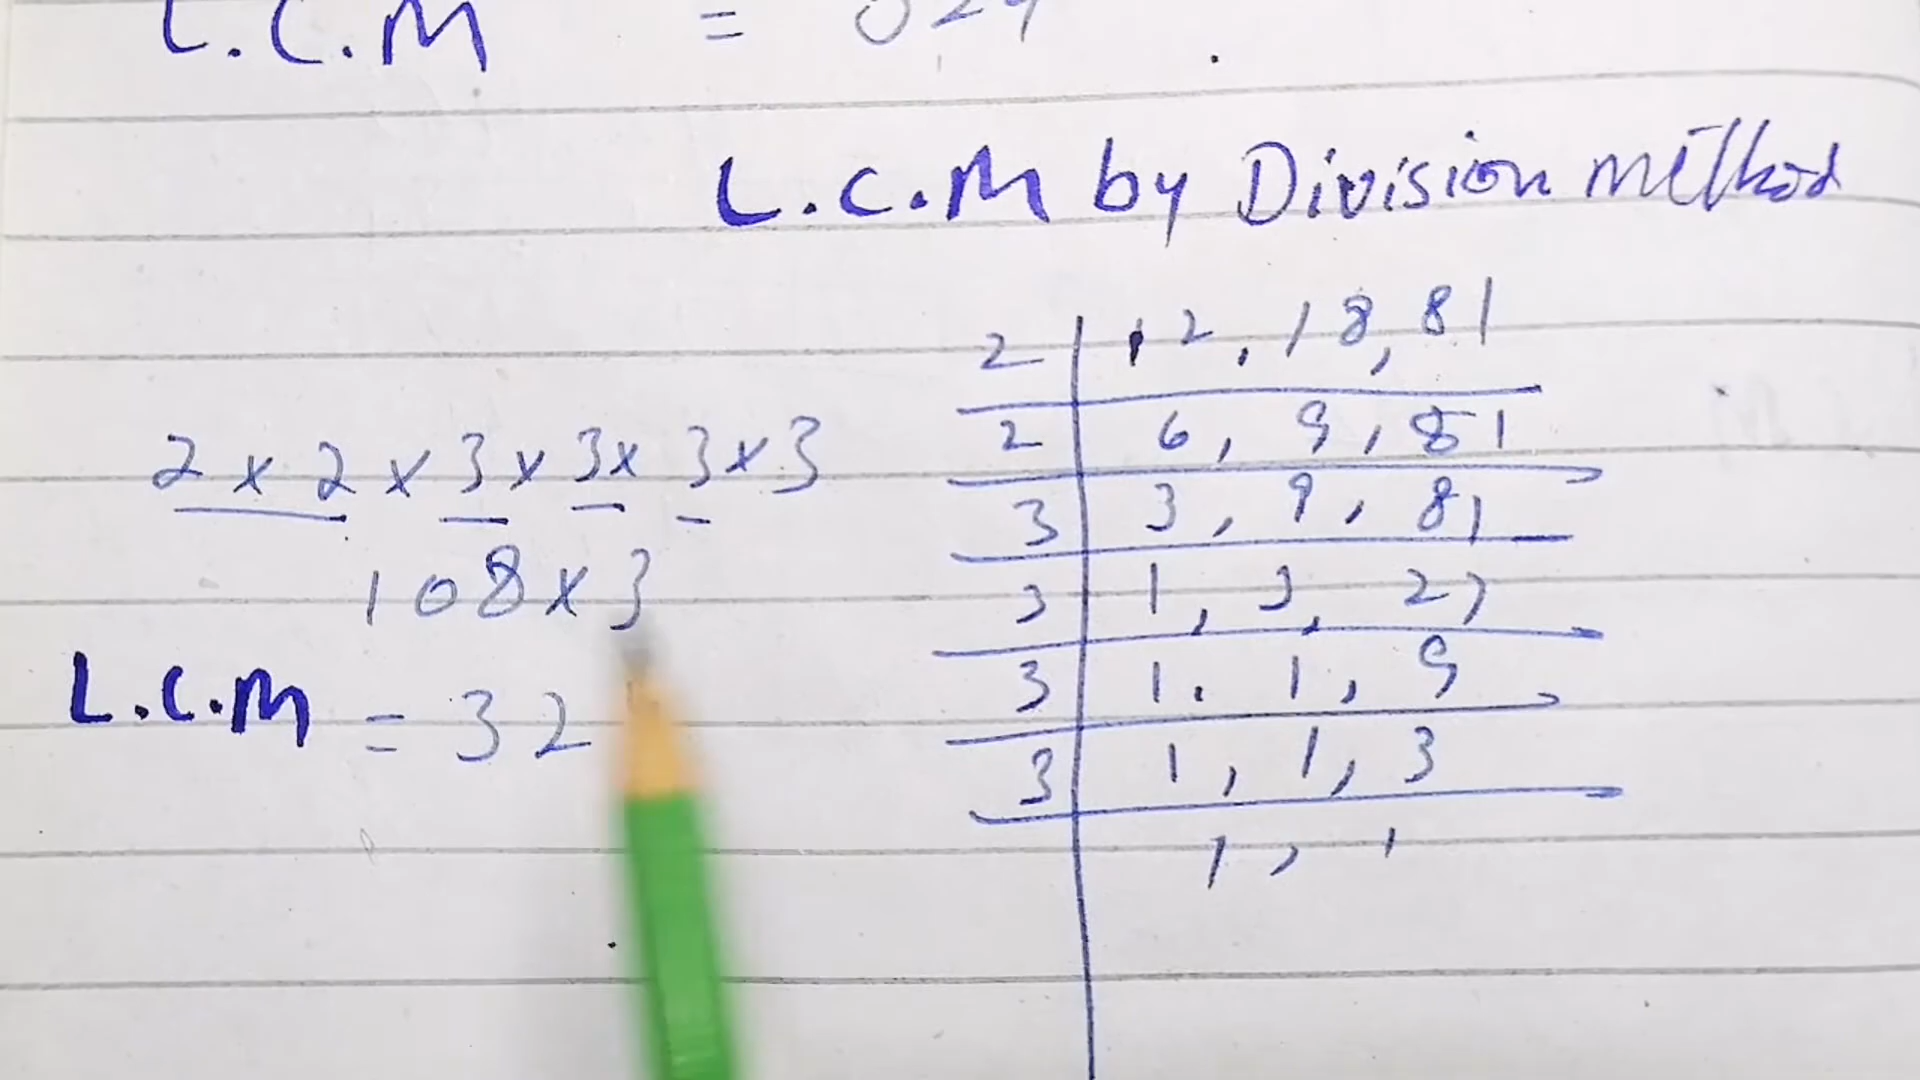 L.C.M =
L.C.M by Division method
2 | 12, 18, 81
2 | 6, 9, 81
3 | 3, 9, 81
3 | 1, 3, 27
3 | 1, 1, 9
3 | 1, 1, 3
1, 1
2 x 2 x 3 x 3 x 3 x 3
108 x 3
L.C.M = 32